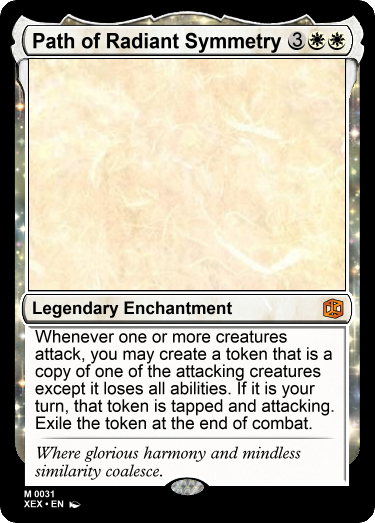 Path of Radiant Symmetry 3
Legendary Enchantment
Whenever one or more creatures
attack, you may create a token that is a
copy of one of the attacking creatures
except it loses all abilities. If it is your
turn, that token is tapped and attacking.
Exile the token at the end of combat.
Where glorious harmony and mindless
similarity coalesce.
M 0031
XEX • EN